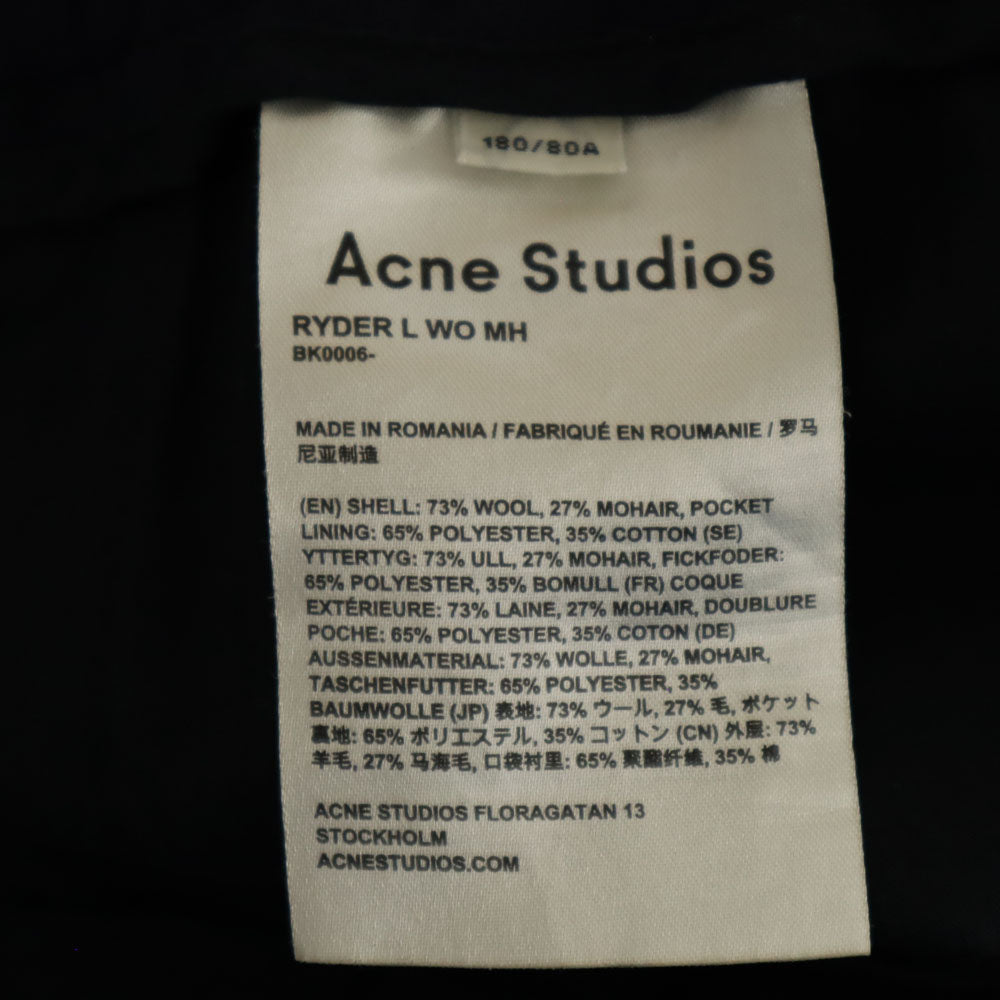 180/80A
Acne Studios
RYDER L WO MH
BK0006-
MADE IN ROMANIA / FABRIQUÉ EN ROUMANIE / 罗马
尼亚制造
(EN) SHELL: 73% WOOL, 27% MOHAIR, POCKET
LINING: 65% POLYESTER, 35% COTTON (SE)
YTTERTYG: 73% ULL, 27% MOHAIR, FICKFODER:
65% POLYESTER, 35% BOMULL (FR) COQUE
EXTÉRIEURE: 73% LAINE, 27% MOHAIR, DOUBLURE
POCHE: 65% POLYESTER, 35% COTON (DE)
AUSSENMATERIAL: 73% WOLLE, 27% MOHAIR,
TASCHENFUTTER: 65% POLYESTER, 35%
BAUMWOLLE (JP) 表地: 73% ウール, 27% 毛, ポケット
裏地: 65% ポリエステル, 35% コットン (CN) 外层: 73%
羊毛, 27% 马海毛, 口袋衬里: 65% 聚酯纤维, 35% 棉
ACNE STUDIOS FLORAGATAN 13
STOCKHOLM
ACNESTUDIOS.COM